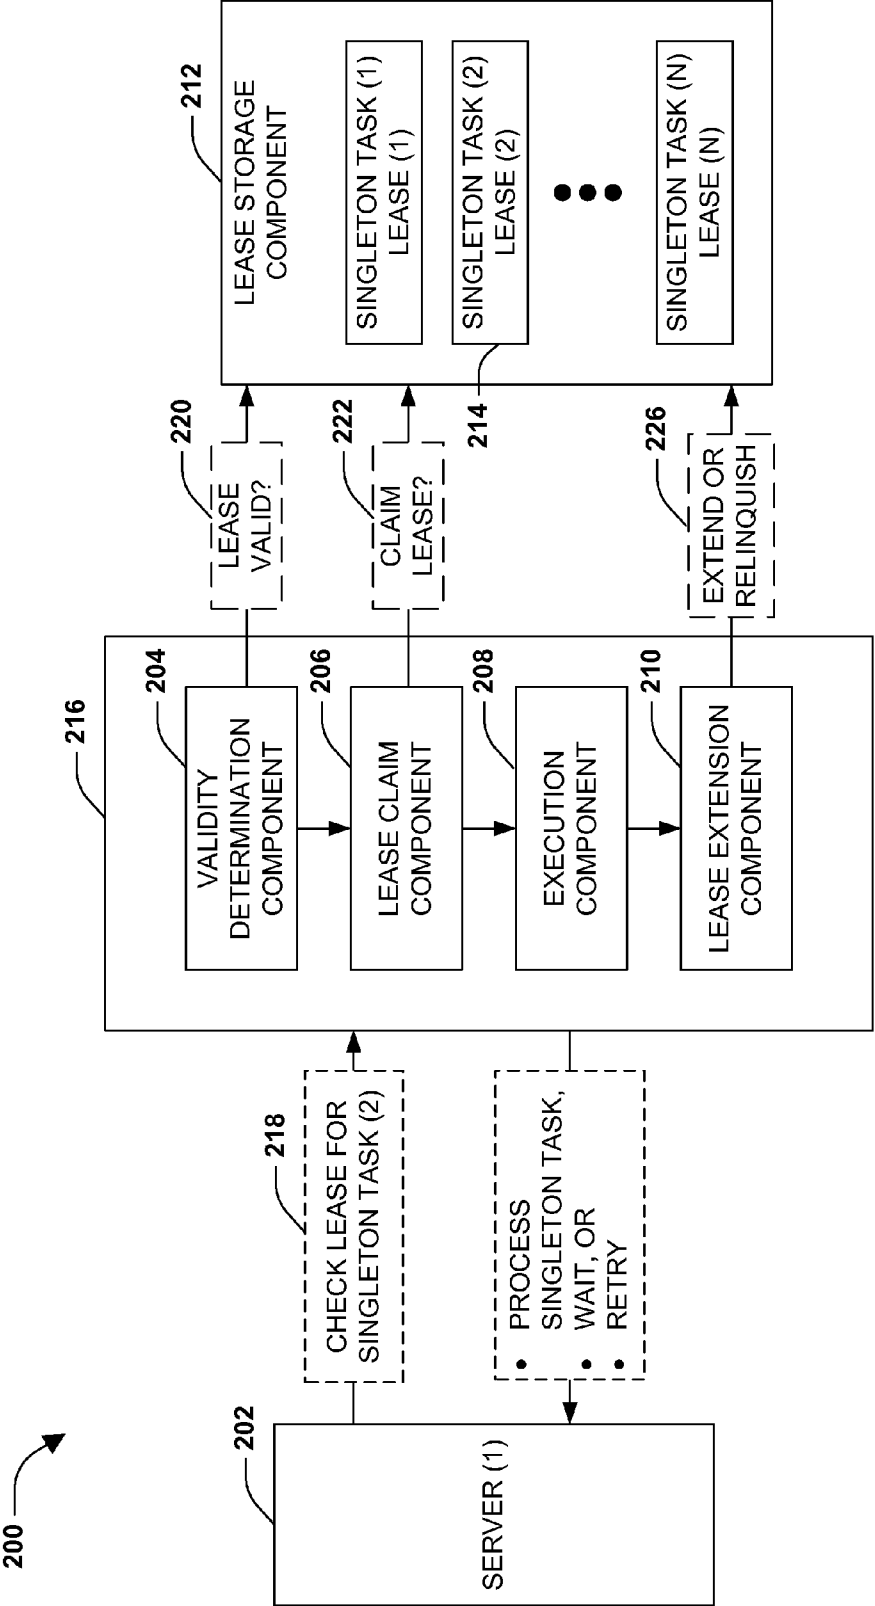 200
202
SERVER (1)
218
CHECK LEASE FOR
SINGLETON TASK (2)
• PROCESS
SINGLETON TASK,
• WAIT, OR
• RETRY
216
204
VALIDITY
DETERMINATION
COMPONENT
206
LEASE CLAIM
COMPONENT
208
EXECUTION
COMPONENT
210
LEASE EXTENSION
COMPONENT
220
LEASE
VALID?
222
CLAIM
LEASE?
226
EXTEND OR
RELINQUISH
212
LEASE STORAGE
COMPONENT
SINGLETON TASK (1)
LEASE (1)
SINGLETON TASK (2)
LEASE (2)
214
SINGLETON TASK (N)
LEASE (N)